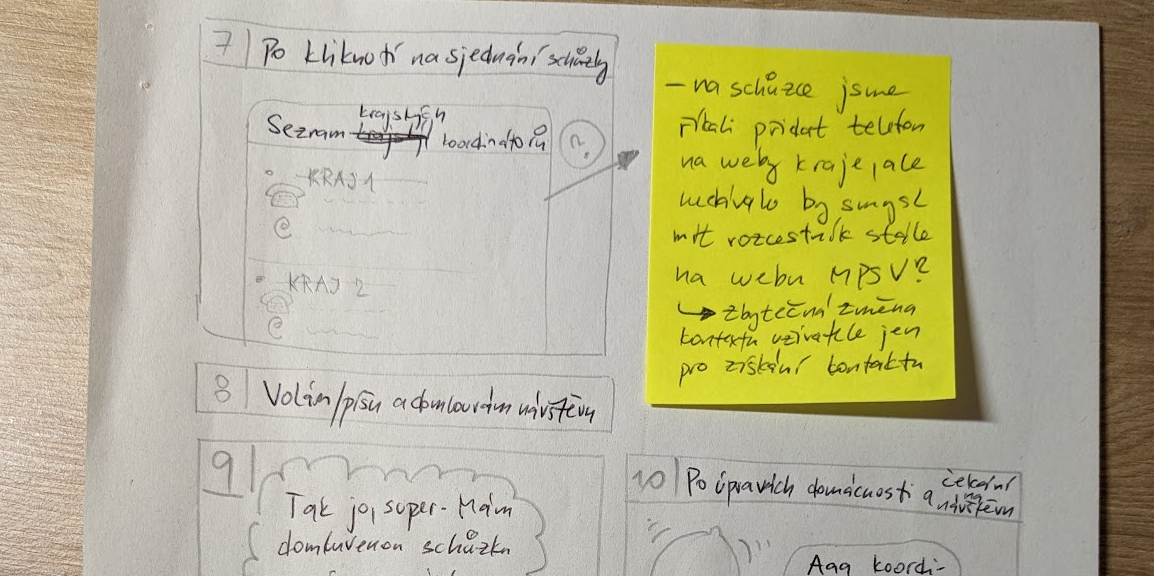 7 Po kliknutí na sjednání schůzky
krajských
Seznam koordinátorů
?
KRAJ 1
@
KRAJ 2
@
– na schůzce jsme
říkali přidat telefon
na weby kraje, ale
nedávalo by smysl
mít rozcestník stále
na webu MPSV?
↳ zbytečná změna
kontextu uživatele jen
pro získání kontaktu
8 Volám/píšu a domlouvám návštěvu
9
Tak jo, super. Mám
domluvenou schůzku
10 Po úpravách domácnosti a čekání
na
návštěvu
Aaa koordi-